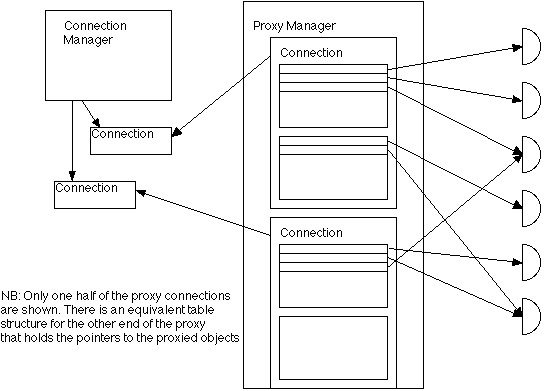 Connection
Manager
Proxy Manager
Connection
Connection
Connection
Connection
NB: Only one half of the proxy connections
are shown. There is an equivalent table
structure for the other end of the proxy
that holds the pointers to the proxied objects